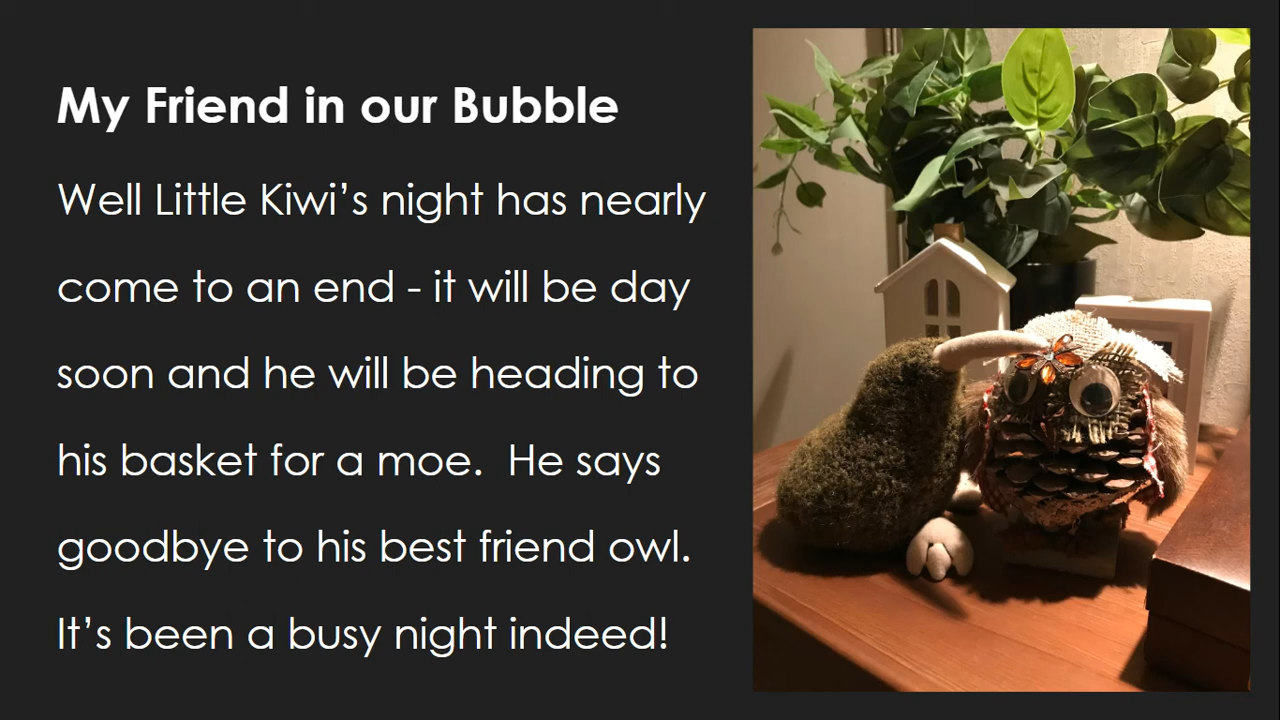 My Friend in our Bubble
Well Little Kiwi’s night has nearly
come to an end - it will be day
soon and he will be heading to
his basket for a moe.  He says
goodbye to his best friend owl.
It’s been a busy night indeed!